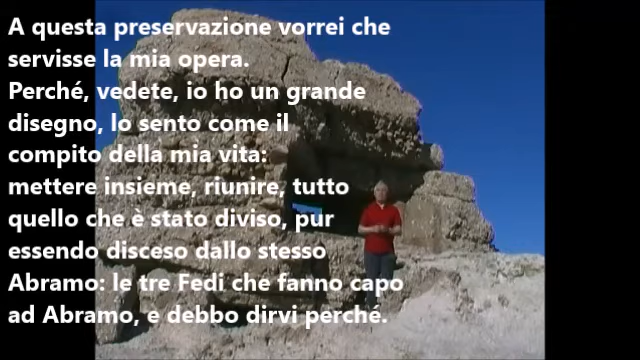 A questa preservazione vorrei che
servisse la mia opera.
Perché, vedete, io ho un grande
disegno, lo sento come il
compito della mia vita:
mettere insieme, riunire, tutto
quello che è stato diviso, pur
essendo disceso dallo stesso
Abramo: le tre Fedi che fanno capo
ad Abramo, e debbo dirvi perché.